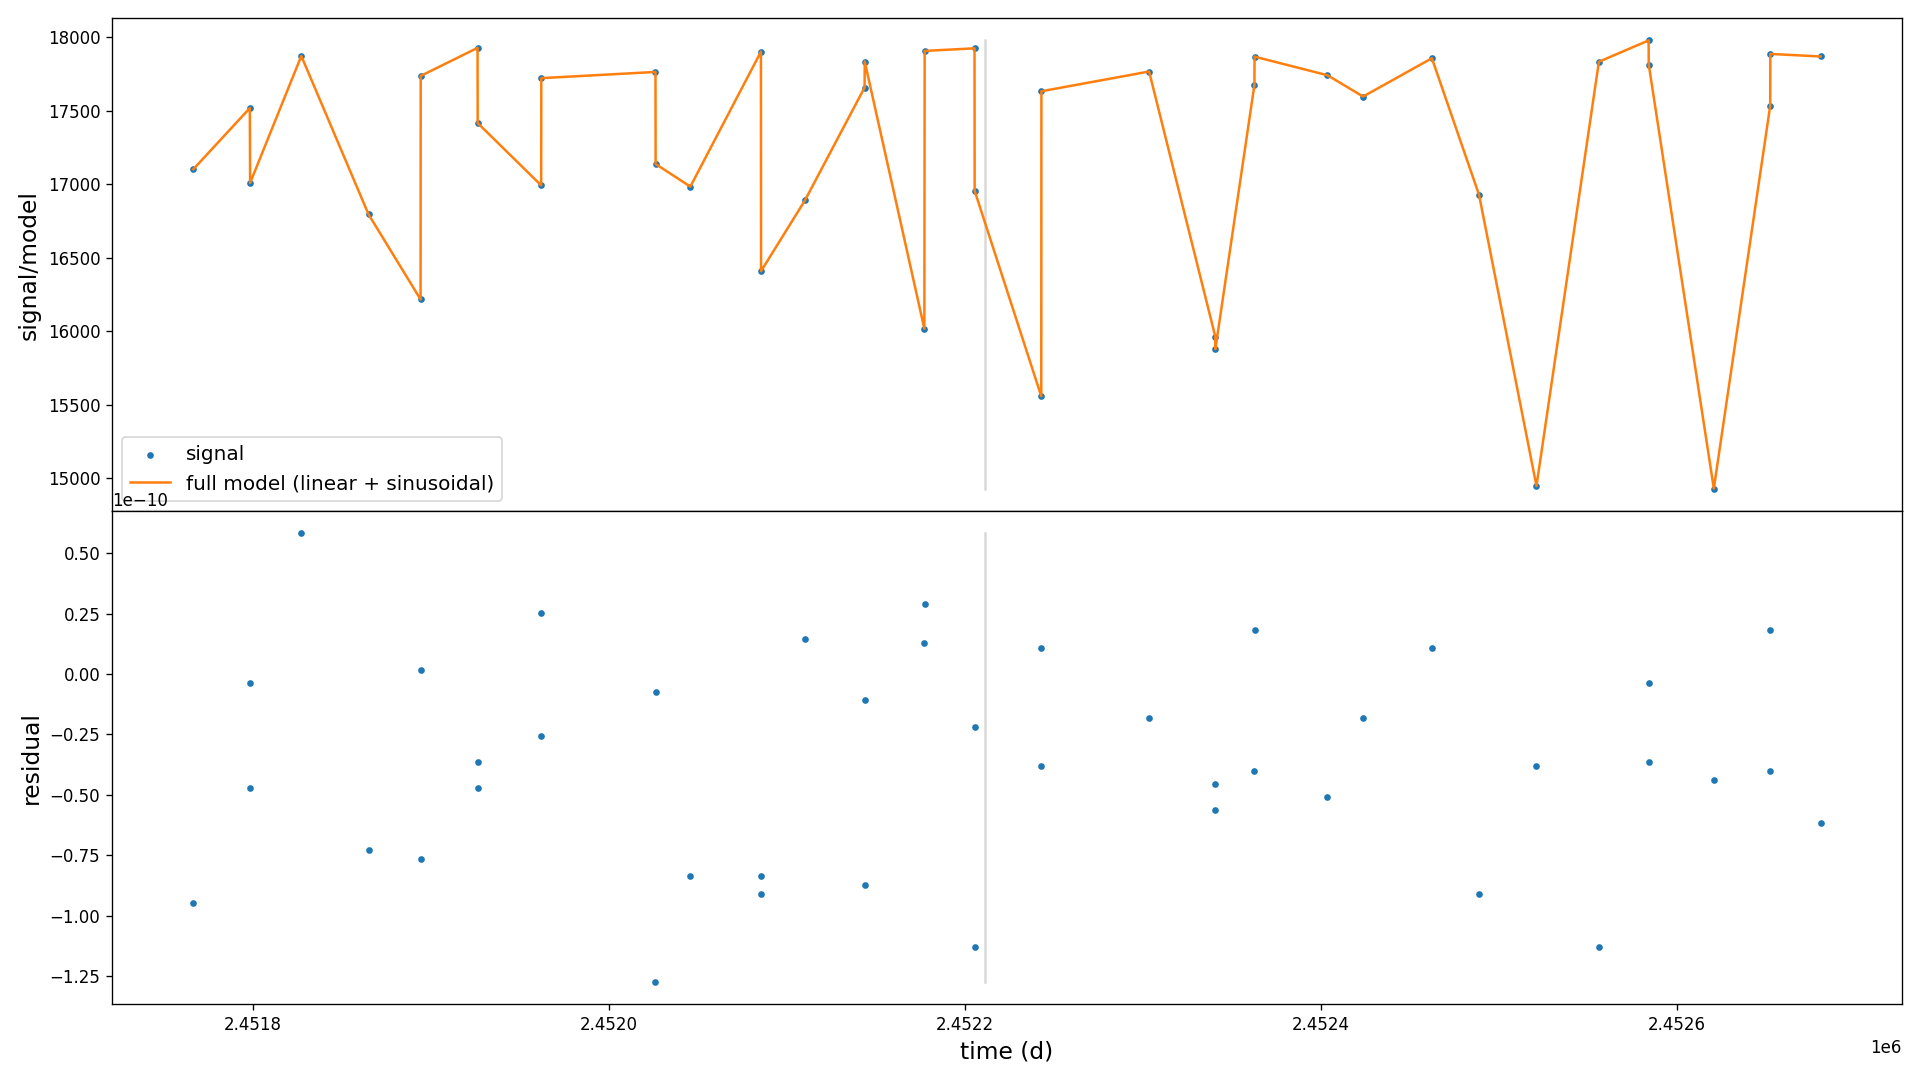 18000
17500
17000
16500
16000
15500
15000
signal/model
signal
full model (linear + sinusoidal)
1e−10
0.50
0.25
0.00
−0.25
−0.50
−0.75
−1.00
−1.25
residual
2.4518
2.4520
2.4522
2.4524
2.4526
1e6
time (d)